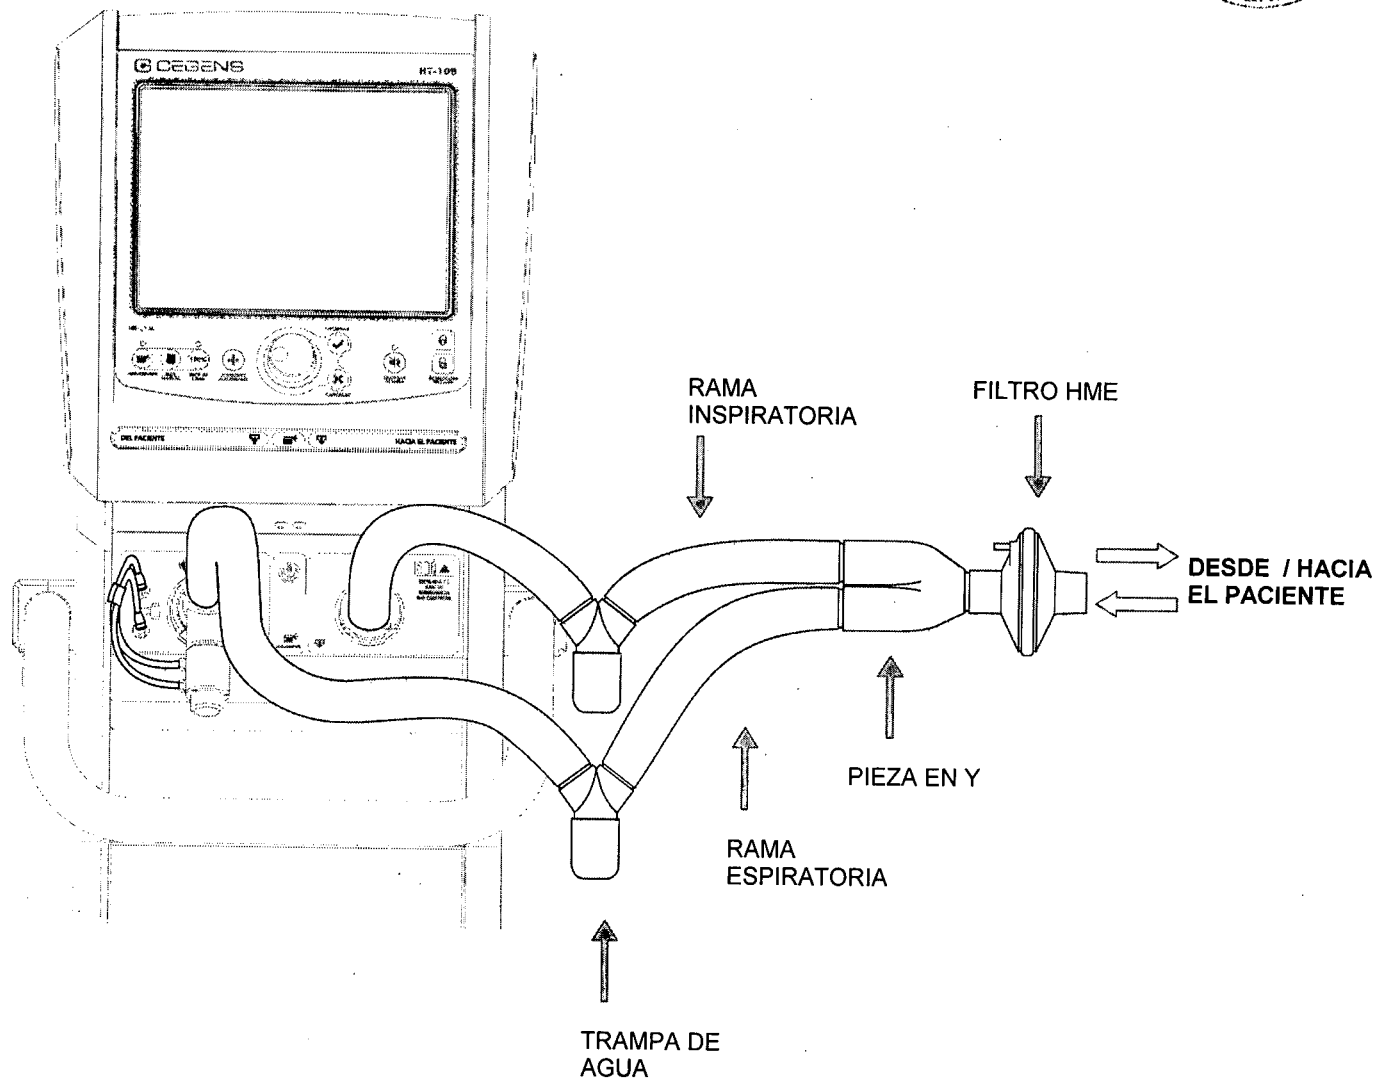 CEGENS
HT-109
DEL PACIENTE
HACIA EL PACIENTE
RAMA
INSPIRATORIA
FILTRO HME
DESDE / HACIA
EL PACIENTE
PIEZA EN Y
RAMA
ESPIRATORIA
TRAMPA DE
AGUA